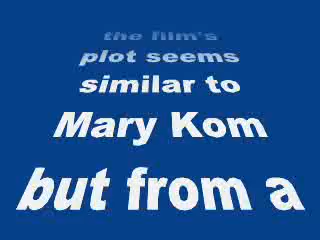 the film's
plot seems
similar to
Mary Kom
but from a